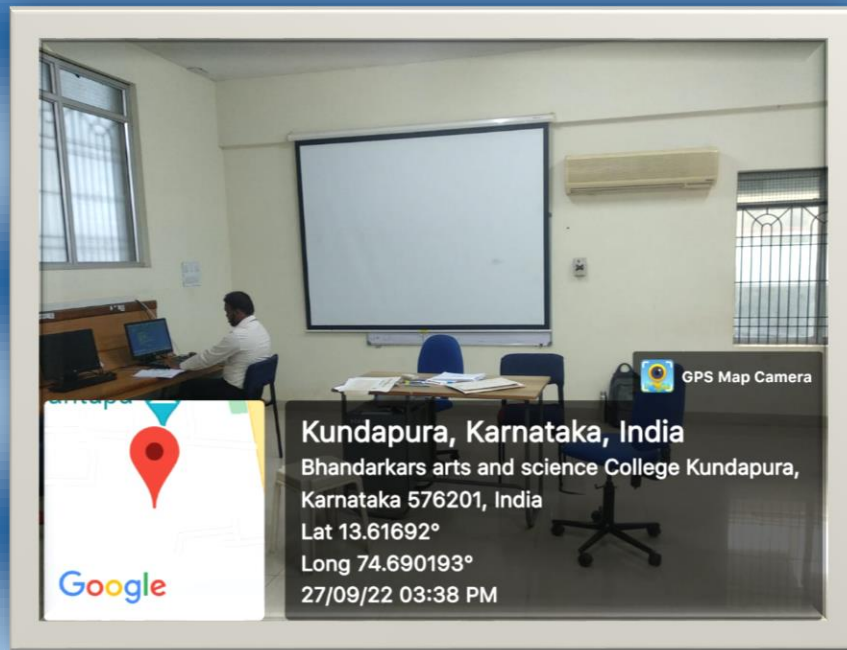 GPS Map Camera
Kundapura, Karnataka, India
Bhandarkars arts and science College Kundapura,
Karnataka 576201, India
Lat 13.61692°
Long 74.690193°
27/09/22 03:38 PM
Google